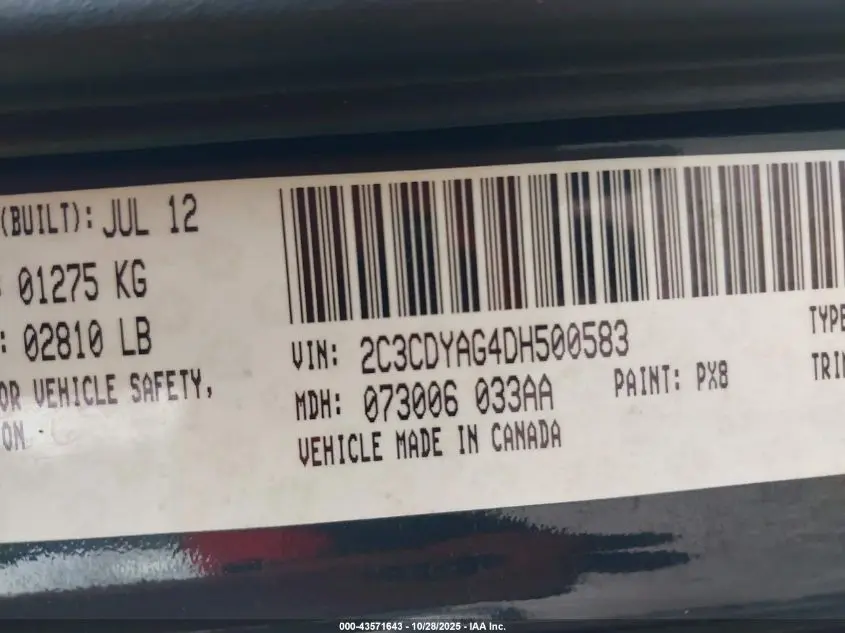 (BUILT): JUL 12
01275 KG
: 02810 LB
OR VEHICLE SAFETY,
ON
VIN: 2C3CDYAG4DH500583
MDH: 073006 033AA
PAINT: PX8
VEHICLE MADE IN CANADA
TYPE
TRIM
000-43571643 - 10/28/2025 - IAA Inc.